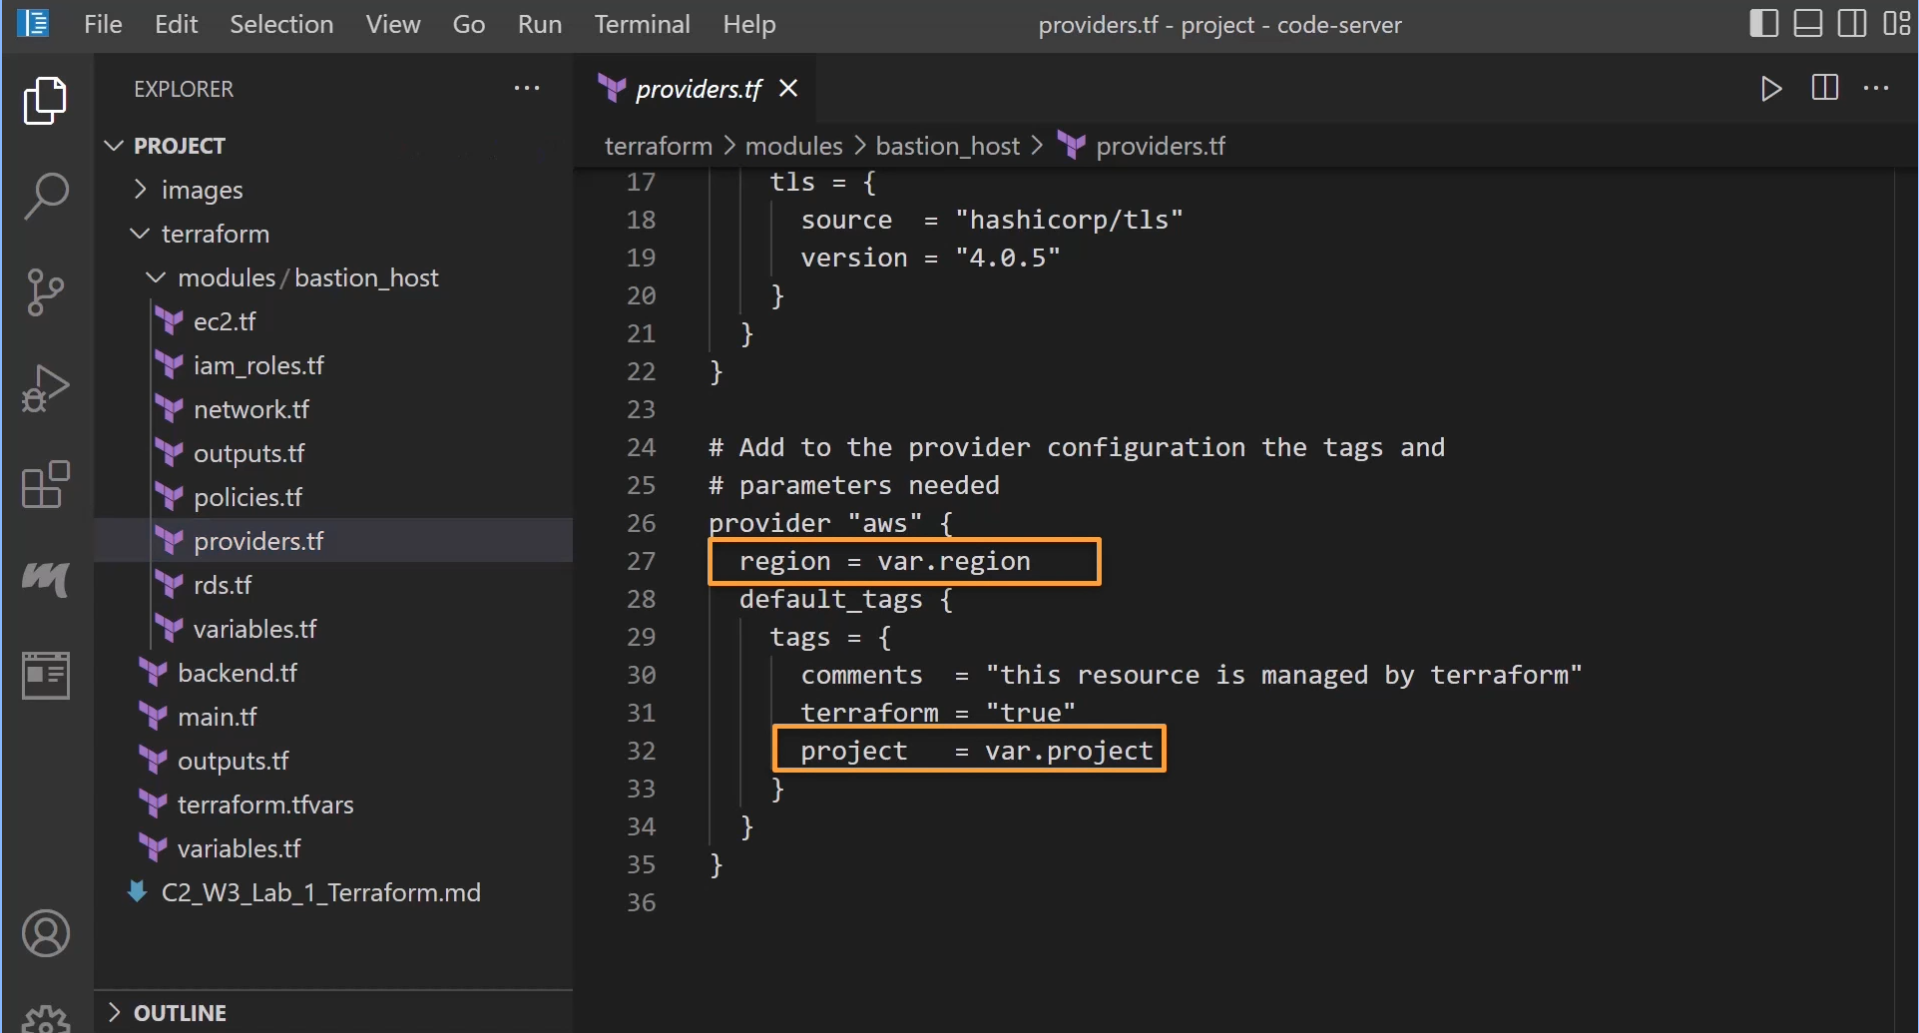 File Edit Selection View Go Run Terminal Help
providers.tf - project - code-server
EXPLORER
PROJECT
images
terraform
modules / bastion_host
ec2.tf
iam_roles.tf
network.tf
outputs.tf
policies.tf
providers.tf
rds.tf
variables.tf
backend.tf
main.tf
outputs.tf
terraform.tfvars
variables.tf
C2_W3_Lab_1_Terraform.md
OUTLINE
providers.tf
terraform > modules > bastion_host > providers.tf
17 tls = {
18 source  = "hashicorp/tls"
19 version = "4.0.5"
20 }
21 }
22 }
23
24 # Add to the provider configuration the tags and
25 # parameters needed
26 provider "aws" {
27 region = var.region
28 default_tags {
29 tags = {
30 comments  = "this resource is managed by terraform"
31 terraform = "true"
32 project   = var.project
33 }
34 }
35 }
36